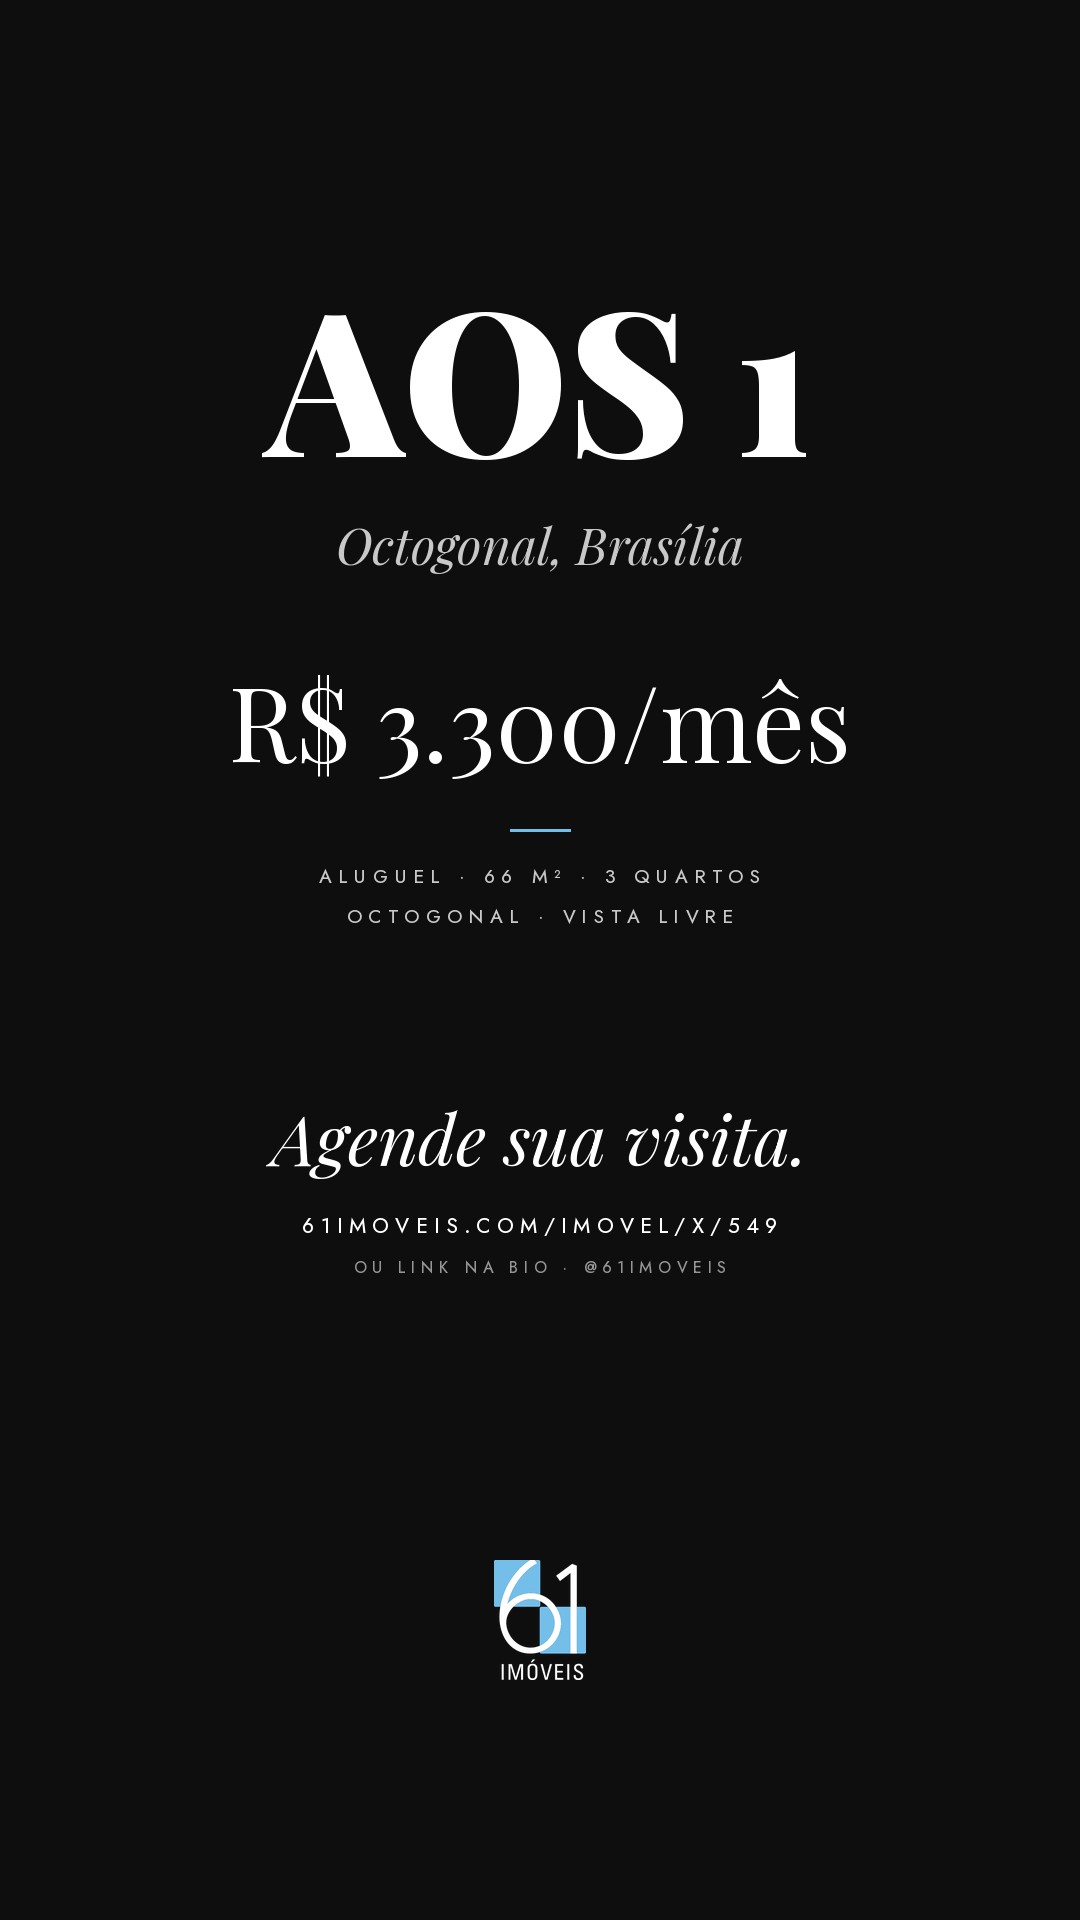 AOS 1
Octogonal, Brasília
R$ 3.300/mês
ALUGUEL · 66 M² · 3 QUARTOS
OCTOGONAL · VISTA LIVRE
Agende sua visita.
61IMOVEIS.COM/IMOVEL/X/549
OU LINK NA BIO · @61IMOVEIS
61
IMÓVEIS